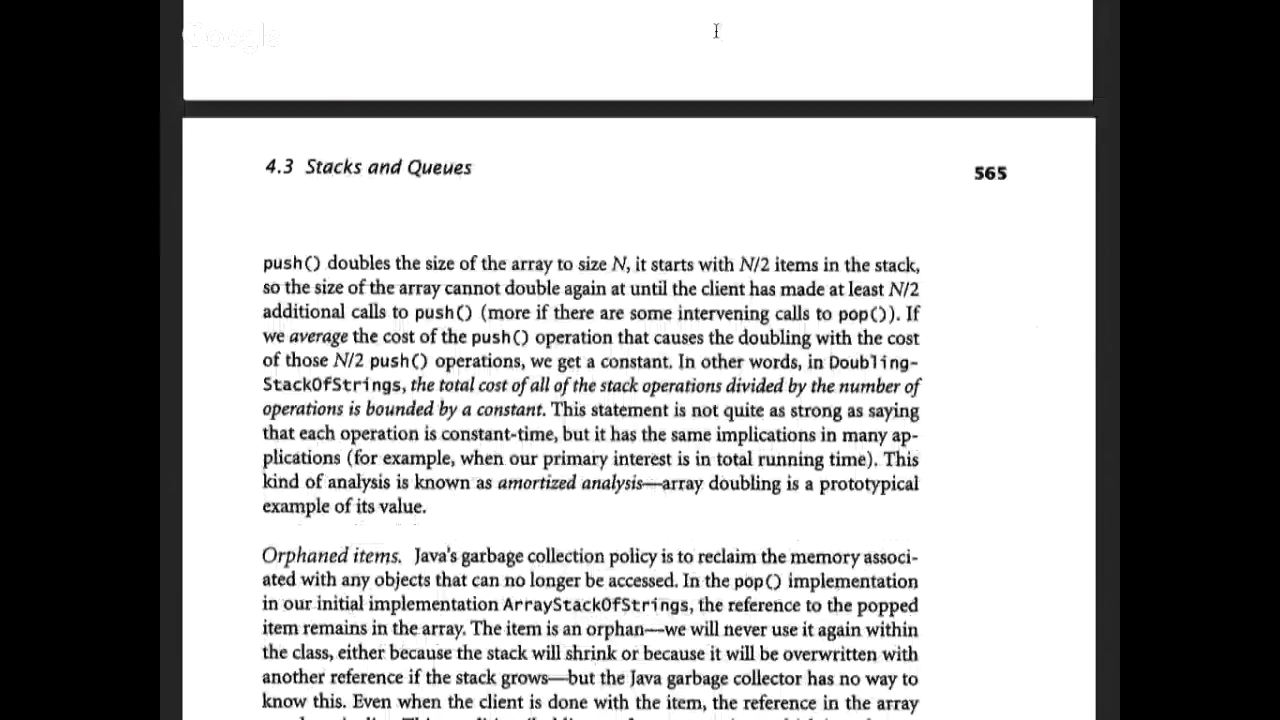 Google
4.3 Stacks and Queues
565
push() doubles the size of the array to size N, it starts with N/2 items in the stack,
so the size of the array cannot double again at until the client has made at least N/2
additional calls to push() (more if there are some intervening calls to pop()). If
we average the cost of the push() operation that causes the doubling with the cost
of those N/2 push() operations, we get a constant. In other words, in Doubling-
StackOfStrings, the total cost of all of the stack operations divided by the number of
operations is bounded by a constant. This statement is not quite as strong as saying
that each operation is constant-time, but it has the same implications in many ap-
plications (for example, when our primary interest is in total running time). This
kind of analysis is known as amortized analysis—array doubling is a prototypical
example of its value.
Orphaned items. Java's garbage collection policy is to reclaim the memory associ-
ated with any objects that can no longer be accessed. In the pop() implementation
in our initial implementation ArrayStackOfStrings, the reference to the popped
item remains in the array. The item is an orphan—we will never use it again within
the class, either because the stack will shrink or because it will be overwritten with
another reference if the stack grows—but the Java garbage collector has no way to
know this. Even when the client is done with the item, the reference in the array